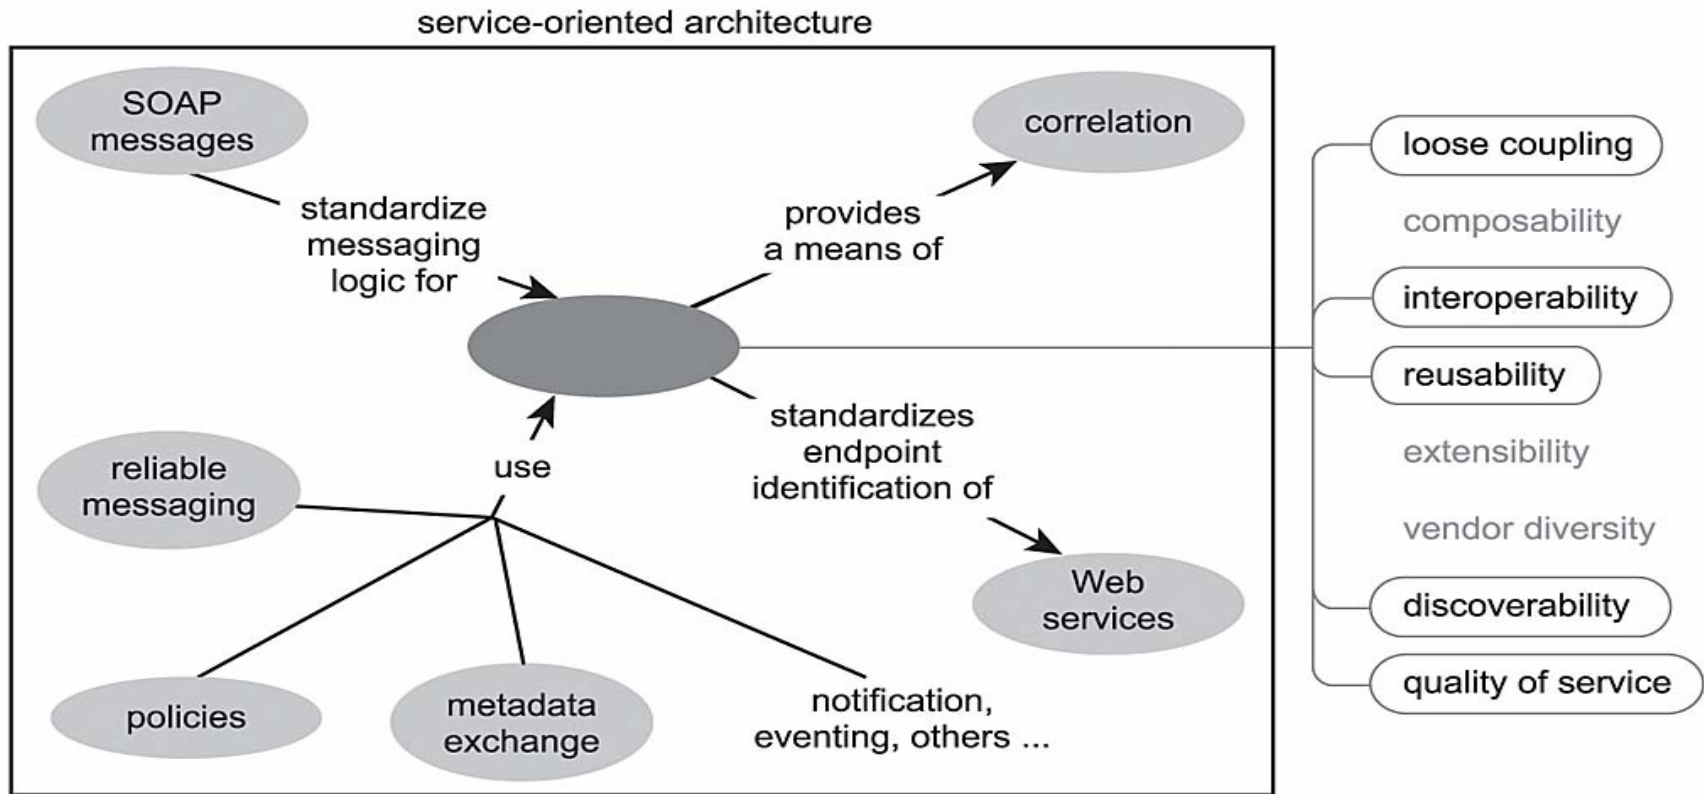 service-oriented architecture
SOAP
messages
correlation
standardize
messaging
logic for
provides
a means of
standardizes
endpoint
identification of
reliable
messaging
use
Web
services
policies
metadata
exchange
notification,
eventing, others ...
loose coupling
composability
interoperability
reusability
extensibility
vendor diversity
discoverability
quality of service